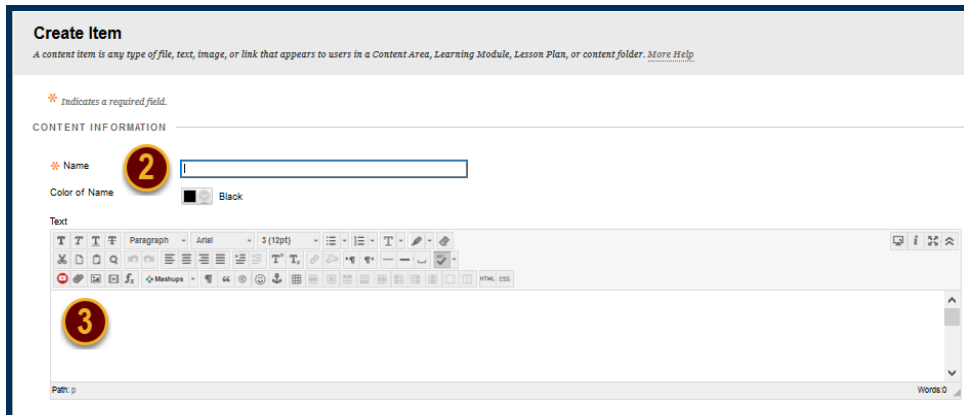 Create Item
A content item is any type of file, text, image, or link that appears to users in a Content Area, Learning Module, Lesson Plan, or content folder. More Help
Indicates a required field.
CONTENT INFORMATION
Name
2
Color of Name
Black
Text
T T T T Paragraph Arial 3 (12pt) T
T× T×
fx Mashups HTML CSS
3
Path: p
Words:0